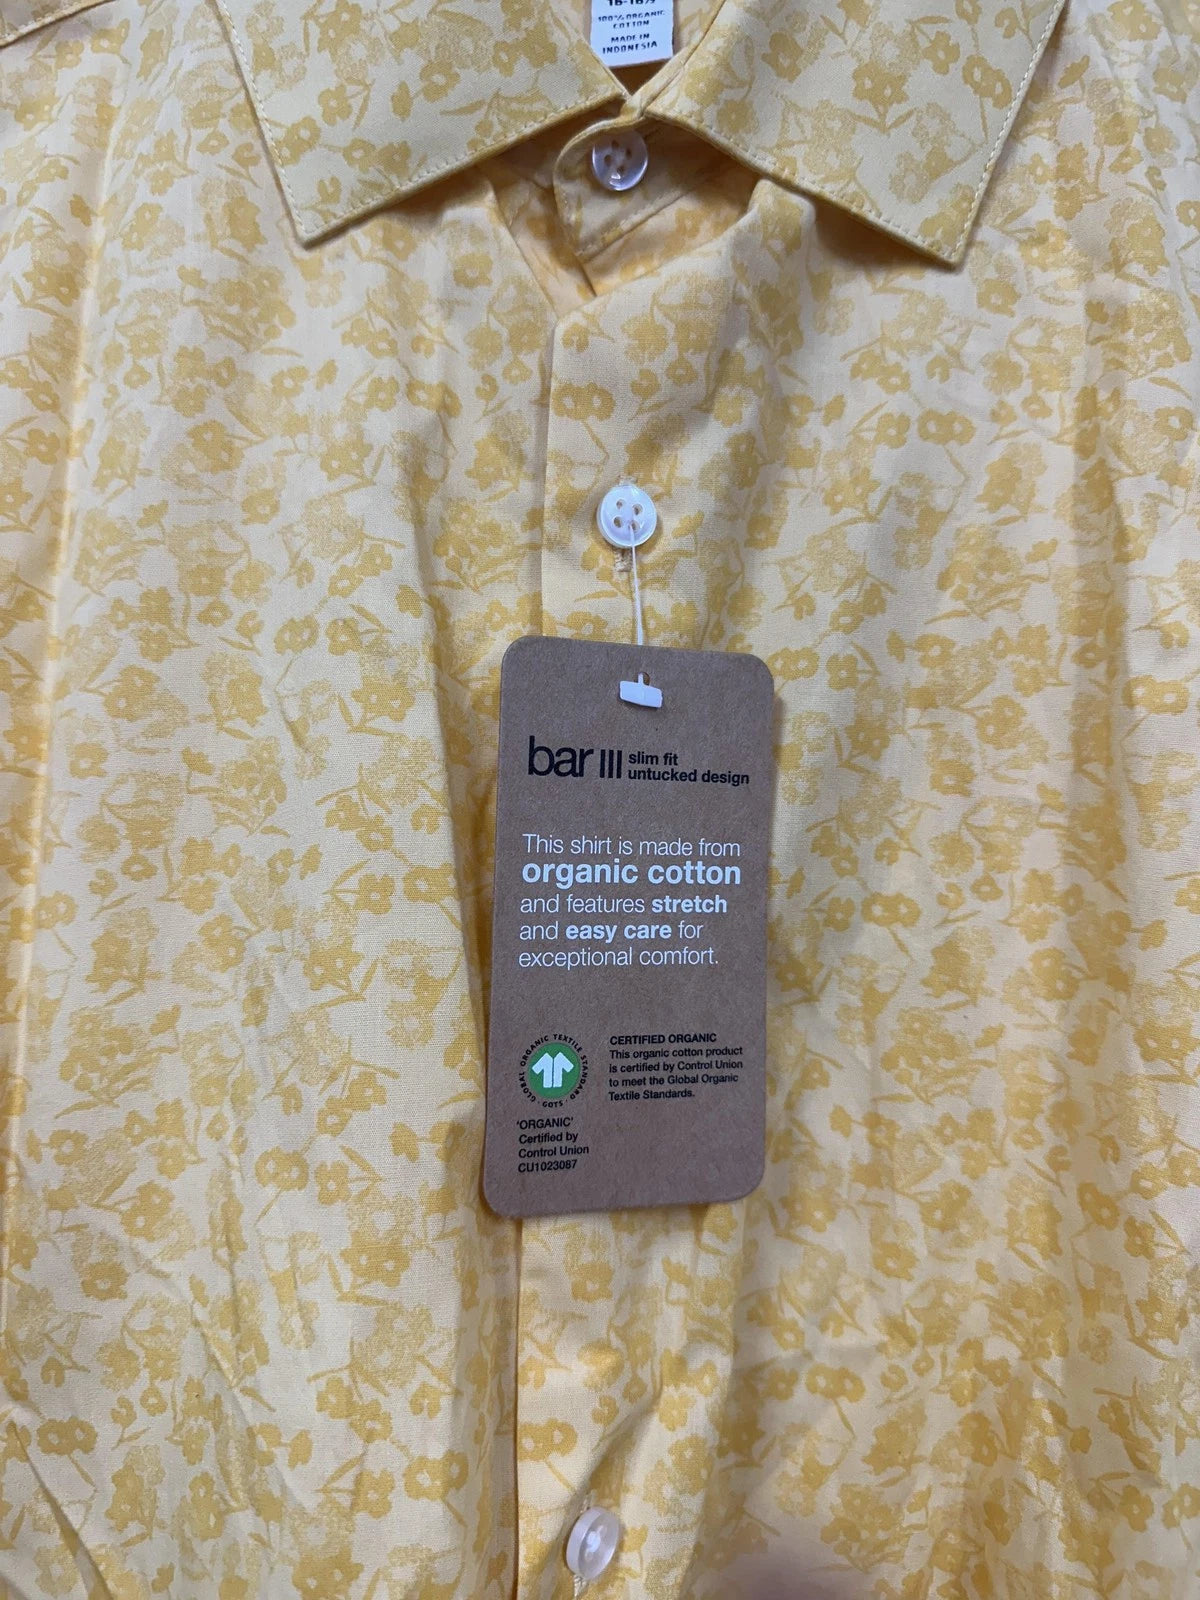 16-16½
100% ORGANIC
COTTON
MADE IN
INDONESIA
bar III slim fit
untucked design
This shirt is made from
organic cotton
and features stretch
and easy care for
exceptional comfort.
GLOBAL ORGANIC TEXTILE STANDARD · GOTS ·
'ORGANIC'
Certified by
Control Union
CU1023087
CERTIFIED ORGANIC
This organic cotton product
is certified by Control Union
to meet the Global Organic
Textile Standards.